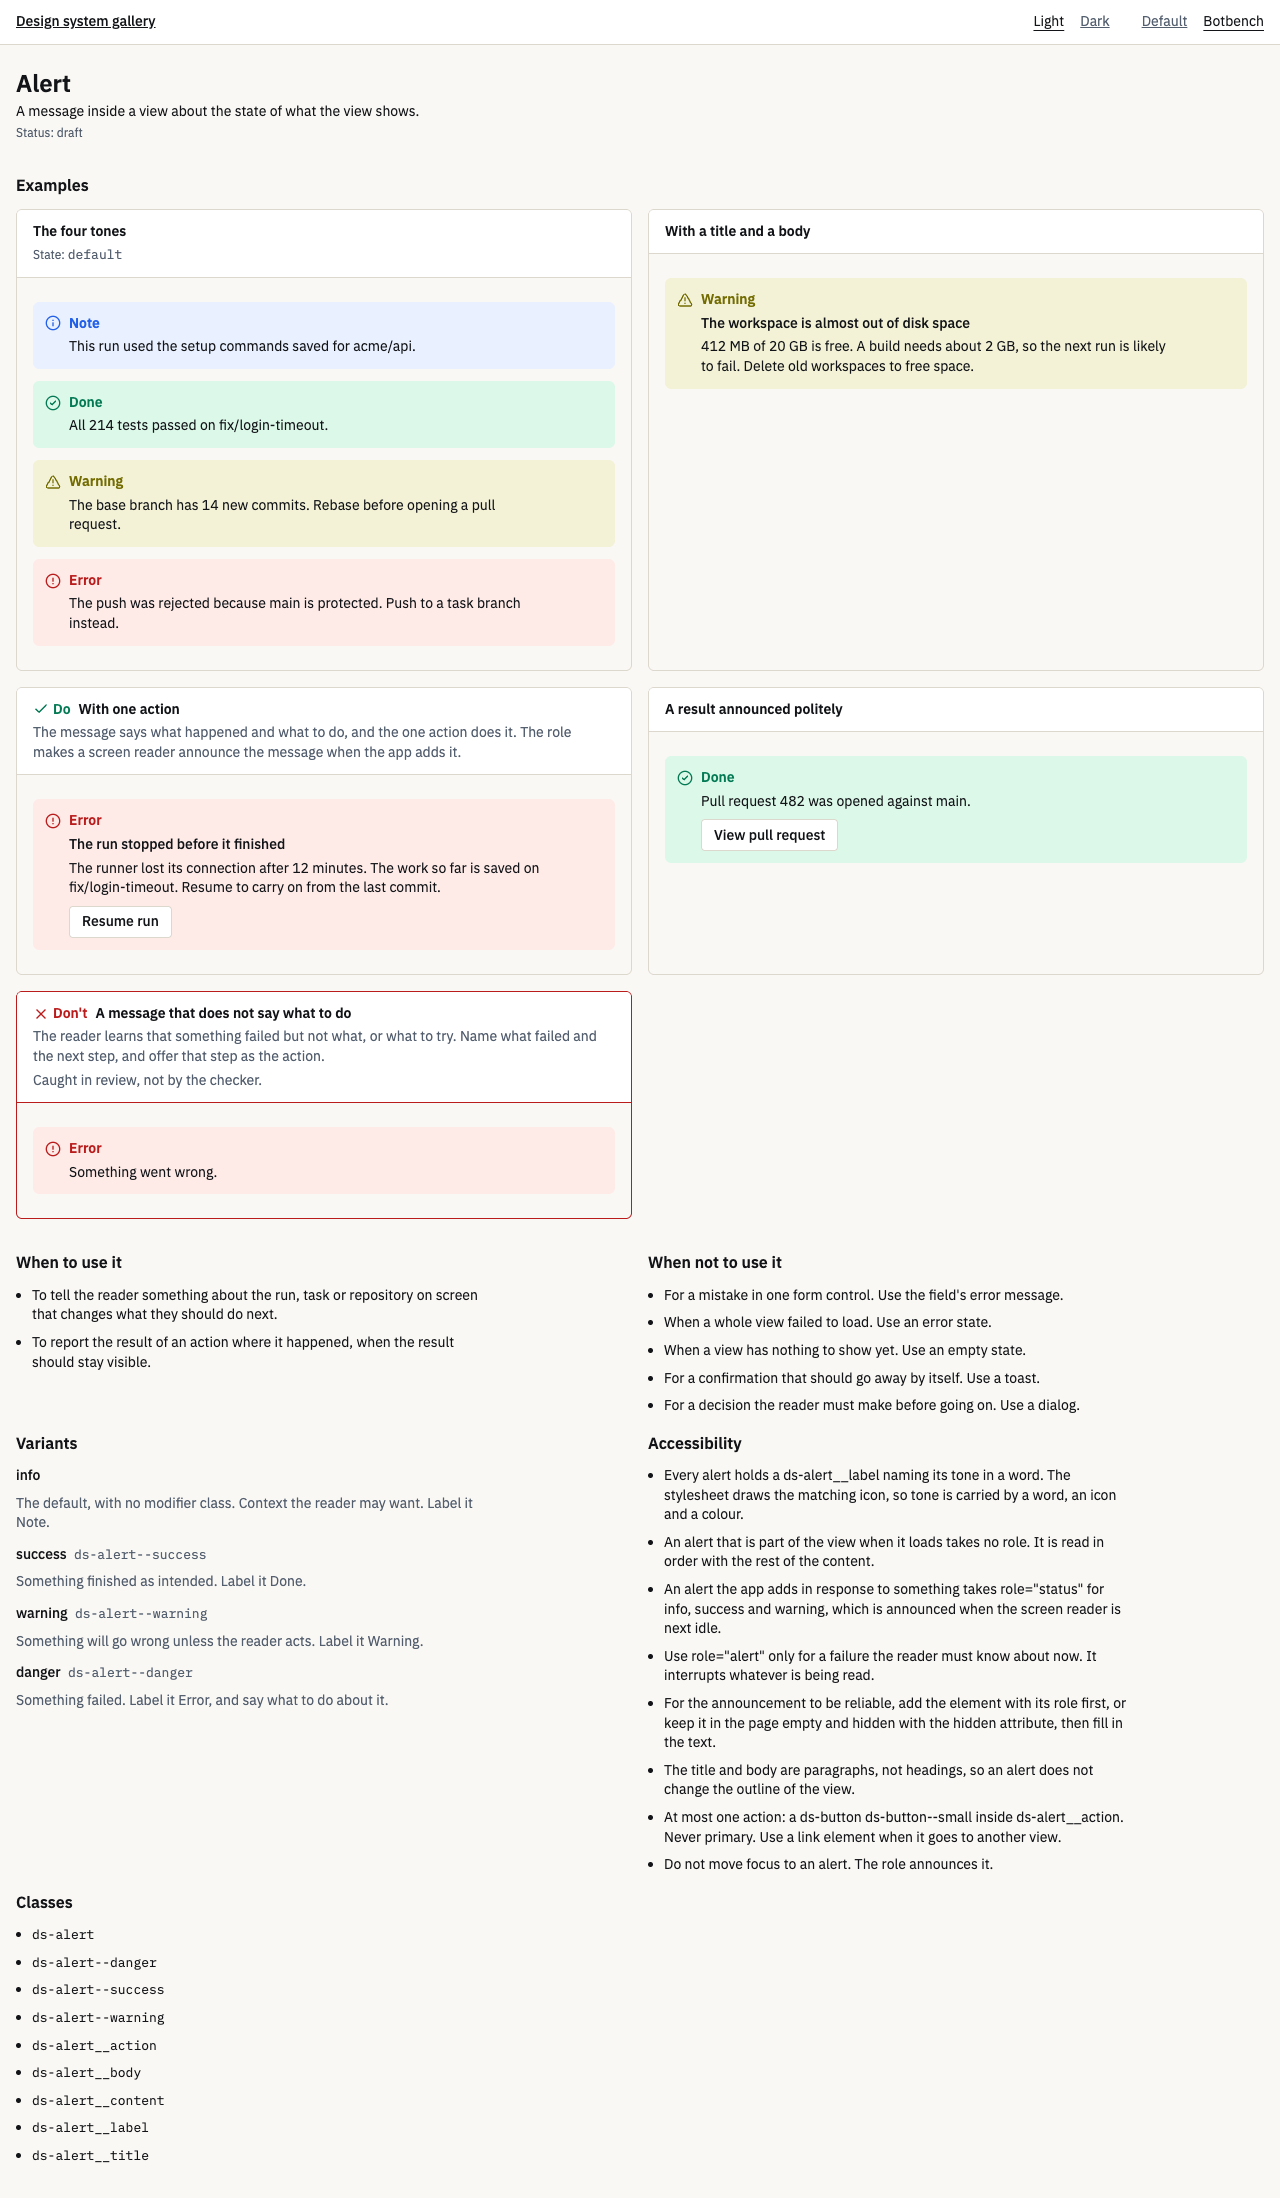 Design system gallery
Light Dark Default Botbench
Alert
A message inside a view about the state of what the view shows.
Status: draft
Examples
The four tones
State: default
Note
This run used the setup commands saved for acme/api.
Done
All 214 tests passed on fix/login-timeout.
Warning
The base branch has 14 new commits. Rebase before opening a pull
request.
Error
The push was rejected because main is protected. Push to a task branch
instead.
With a title and a body
Warning
The workspace is almost out of disk space
412 MB of 20 GB is free. A build needs about 2 GB, so the next run is likely
to fail. Delete old workspaces to free space.
Do With one action
The message says what happened and what to do, and the one action does it. The role
makes a screen reader announce the message when the app adds it.
Error
The run stopped before it finished
The runner lost its connection after 12 minutes. The work so far is saved on
fix/login-timeout. Resume to carry on from the last commit.
Resume run
A result announced politely
Done
Pull request 482 was opened against main.
View pull request
Don't A message that does not say what to do
The reader learns that something failed but not what, or what to try. Name what failed and
the next step, and offer that step as the action.
Caught in review, not by the checker.
Error
Something went wrong.
When to use it
To tell the reader something about the run, task or repository on screen
that changes what they should do next.
To report the result of an action where it happened, when the result
should stay visible.
When not to use it
For a mistake in one form control. Use the field's error message.
When a whole view failed to load. Use an error state.
When a view has nothing to show yet. Use an empty state.
For a confirmation that should go away by itself. Use a toast.
For a decision the reader must make before going on. Use a dialog.
Variants
info
The default, with no modifier class. Context the reader may want. Label it
Note.
success ds-alert--success
Something finished as intended. Label it Done.
warning ds-alert--warning
Something will go wrong unless the reader acts. Label it Warning.
danger ds-alert--danger
Something failed. Label it Error, and say what to do about it.
Accessibility
Every alert holds a ds-alert__label naming its tone in a word. The
stylesheet draws the matching icon, so tone is carried by a word, an icon
and a colour.
An alert that is part of the view when it loads takes no role. It is read in
order with the rest of the content.
An alert the app adds in response to something takes role="status" for
info, success and warning, which is announced when the screen reader is
next idle.
Use role="alert" only for a failure the reader must know about now. It
interrupts whatever is being read.
For the announcement to be reliable, add the element with its role first, or
keep it in the page empty and hidden with the hidden attribute, then fill in
the text.
The title and body are paragraphs, not headings, so an alert does not
change the outline of the view.
At most one action: a ds-button ds-button--small inside ds-alert__action.
Never primary. Use a link element when it goes to another view.
Do not move focus to an alert. The role announces it.
Classes
ds-alert
ds-alert--danger
ds-alert--success
ds-alert--warning
ds-alert__action
ds-alert__body
ds-alert__content
ds-alert__label
ds-alert__title